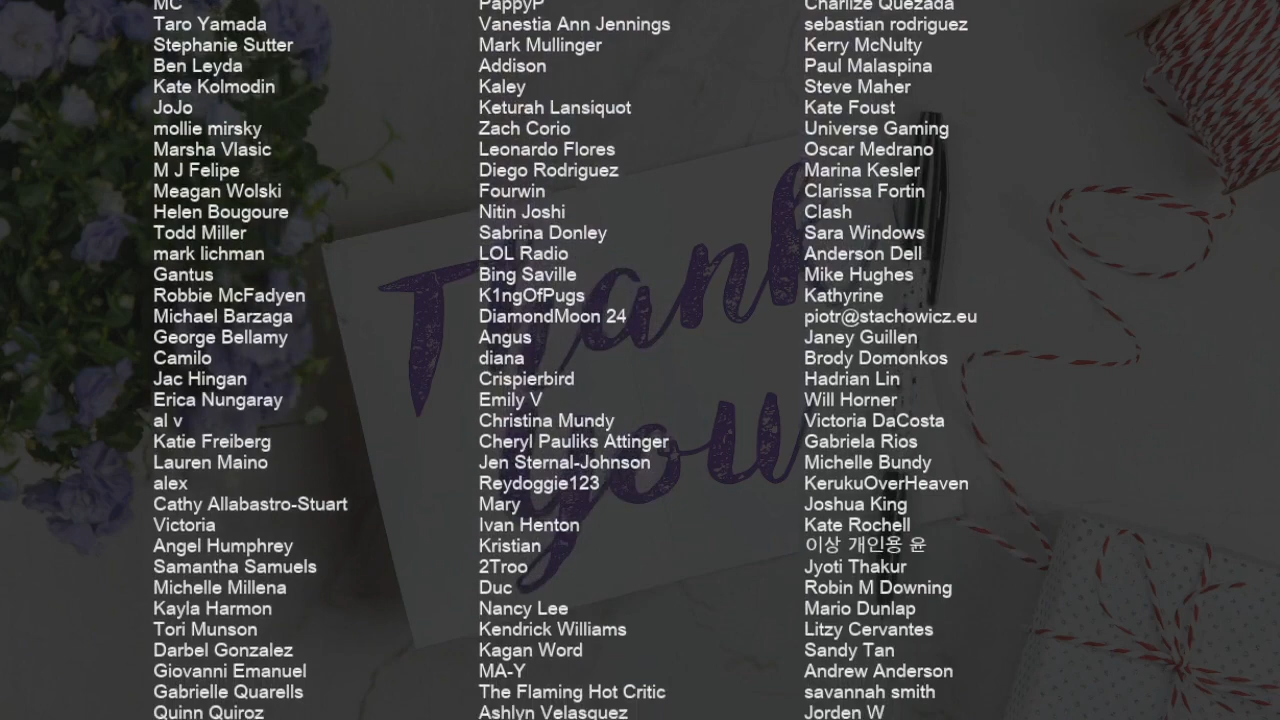 MC
Taro Yamada
Stephanie Sutter
Ben Leyda
Kate Kolmodin
JoJo
mollie mirsky
Marsha Vlasic
M J Felipe
Meagan Wolski
Helen Bougoure
Todd Miller
mark lichman
Gantus
Robbie McFadyen
Michael Barzaga
George Bellamy
Camilo
Jac Hingan
Erica Nungaray
al v
Katie Freiberg
Lauren Maino
alex
Cathy Allabastro-Stuart
Victoria
Angel Humphrey
Samantha Samuels
Michelle Millena
Kayla Harmon
Tori Munson
Darbel Gonzalez
Giovanni Emanuel
Gabrielle Quarells
Quinn Quiroz
PappyP
Vanestia Ann Jennings
Mark Mullinger
Addison
Kaley
Keturah Lansiquot
Zach Corio
Leonardo Flores
Diego Rodriguez
Fourwin
Nitin Joshi
Sabrina Donley
LOL Radio
Bing Saville
K1ngOfPugs
DiamondMoon 24
Angus
diana
Crispierbird
Emily V
Christina Mundy
Cheryl Pauliks Attinger
Jen Sternal-Johnson
Reydoggie123
Mary
Ivan Henton
Kristian
2Troo
Duc
Nancy Lee
Kendrick Williams
Kagan Word
MA-Y
The Flaming Hot Critic
Ashlyn Velasquez
Charlize Quezada
sebastian rodriguez
Kerry McNulty
Paul Malaspina
Steve Maher
Kate Foust
Universe Gaming
Oscar Medrano
Marina Kesler
Clarissa Fortin
Clash
Sara Windows
Anderson Dell
Mike Hughes
Kathyrine
piotr@stachowicz.eu
Janey Guillen
Brody Domonkos
Hadrian Lin
Will Horner
Victoria DaCosta
Gabriela Rios
Michelle Bundy
KerukuOverHeaven
Joshua King
Kate Rochell
이상 개인용 윤
Jyoti Thakur
Robin M Downing
Mario Dunlap
Litzy Cervantes
Sandy Tan
Andrew Anderson
savannah smith
Jorden W
Thank
you